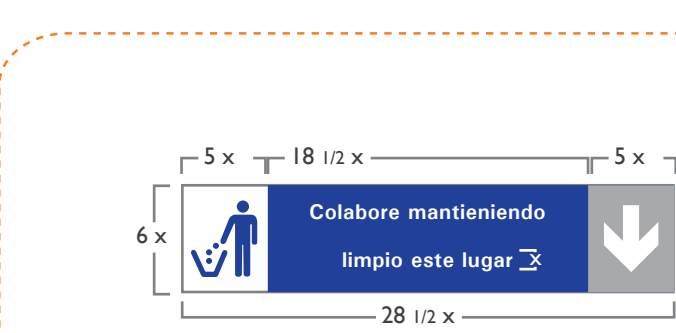 5 x 18 1/2 x 5 x
Colabore mantieniendo
6 x
limpio este lugar x
28 1/2 x